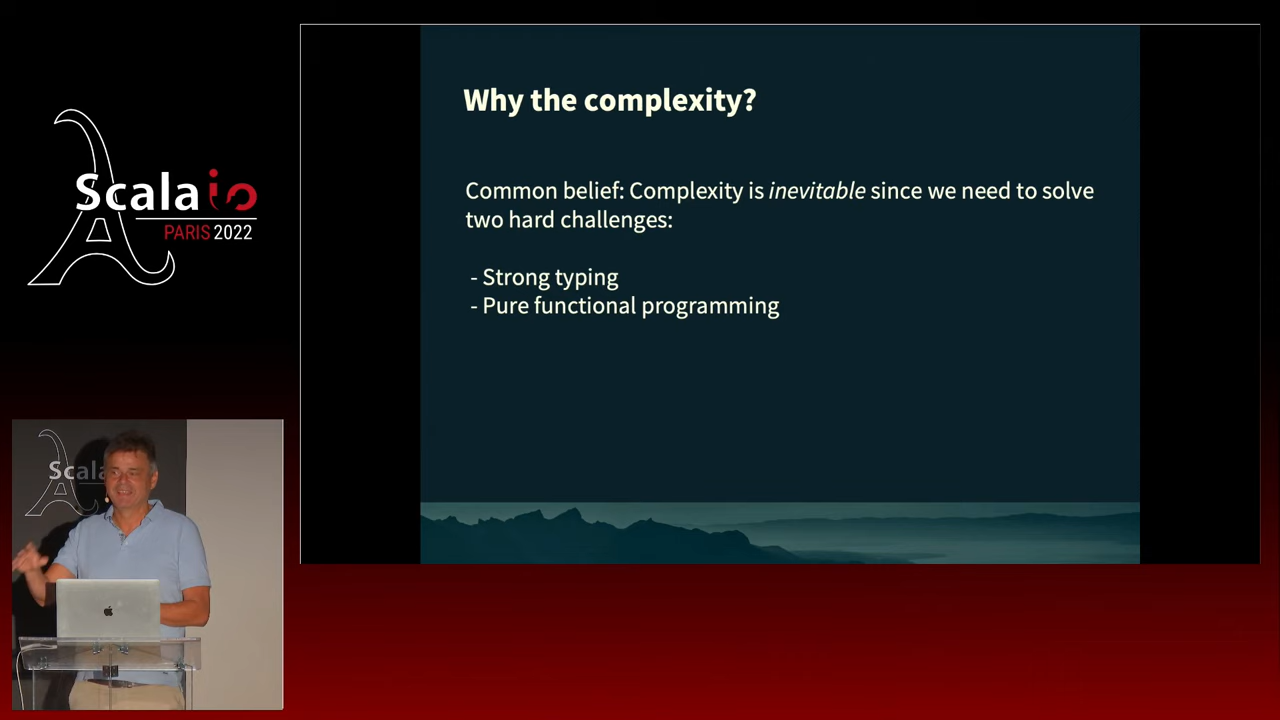 Scala io
PARIS 2022
Why the complexity?
Common belief: Complexity is inevitable since we need to solve
two hard challenges:
- Strong typing
- Pure functional programming
Scala